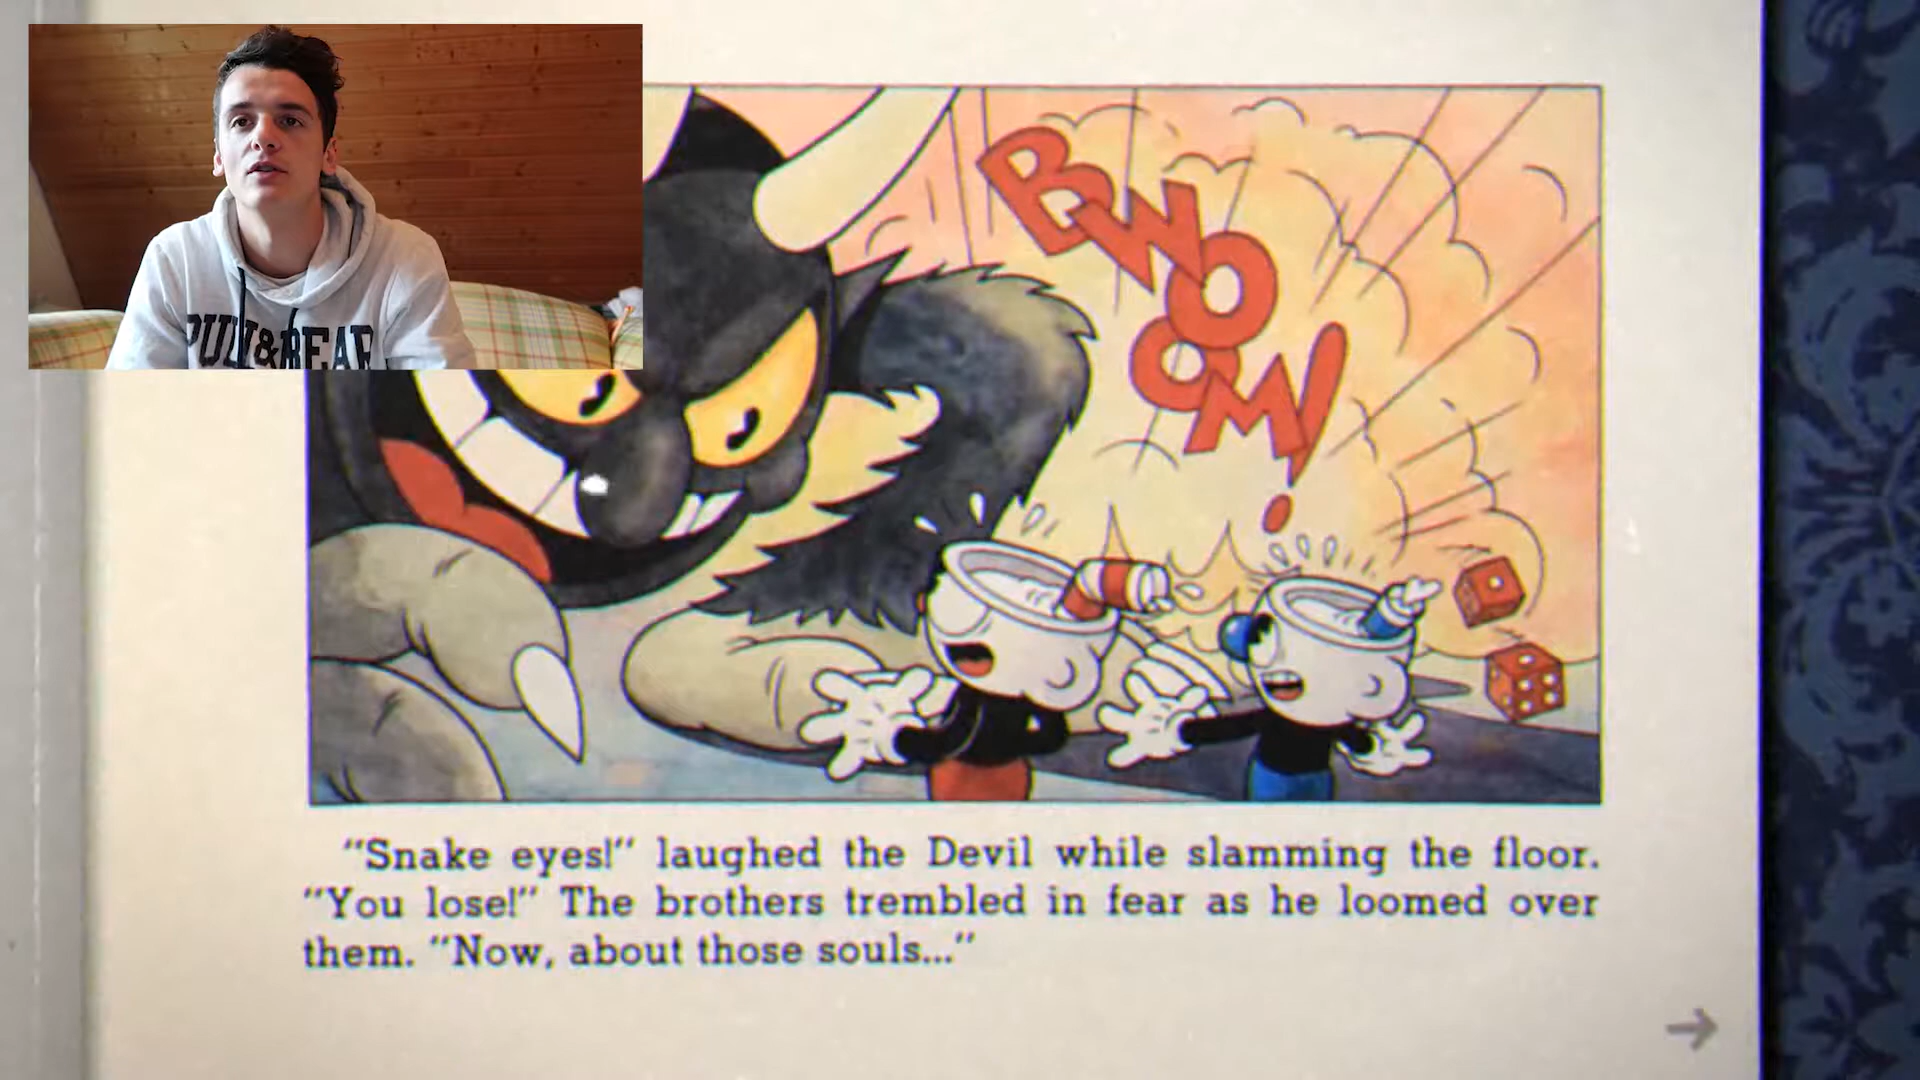 PULL&BEAR
BWOOM!
“Snake eyes!” laughed the Devil while slamming the floor.
“You lose!” The brothers trembled in fear as he loomed over
them. “Now, about those souls...”